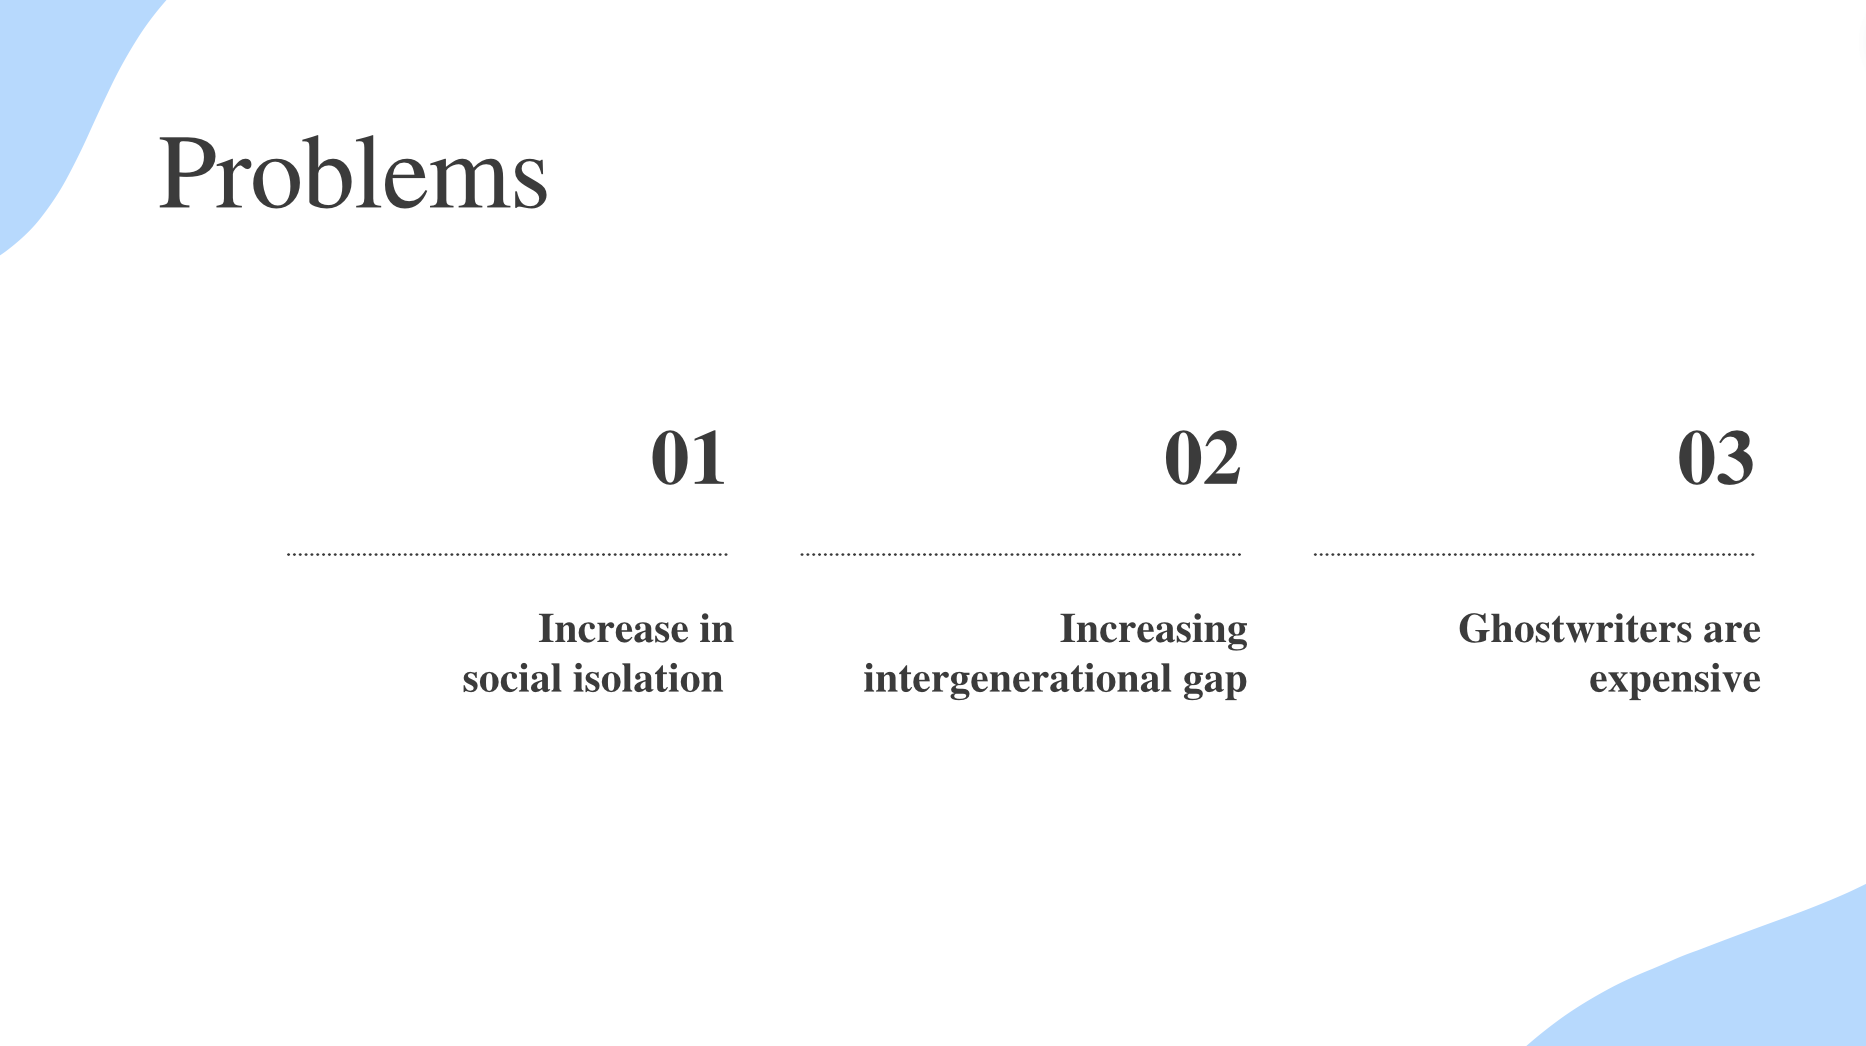 Problems
01
Increase in
social isolation
02
Increasing
intergenerational gap
03
Ghostwriters are
expensive